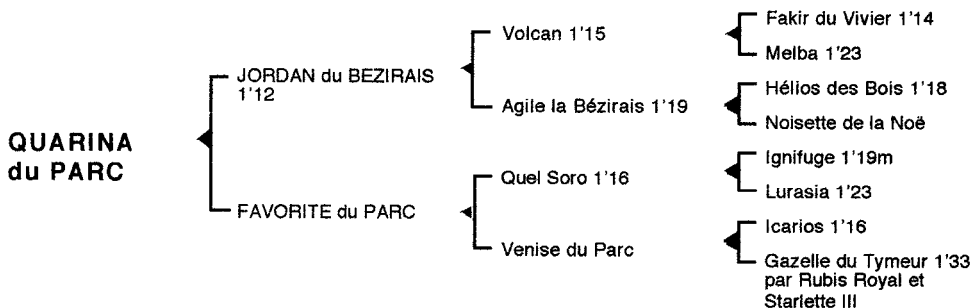 QUARINA
du PARC
JORDAN du BEZIRAIS
1'12
FAVORITE du PARC
Volcan 1'15
Agile la Bézirais 1'19
Quel Soro 1'16
Venise du Parc
Fakir du Vivier 1'14
Melba 1'23
Hélios des Bois 1'18
Noisette de la Noë
Ignifuge 1'19m
Lurasia 1'23
Icarios 1'16
Gazelle du Tymeur 1'33
par Rubis Royal et
Starlette III